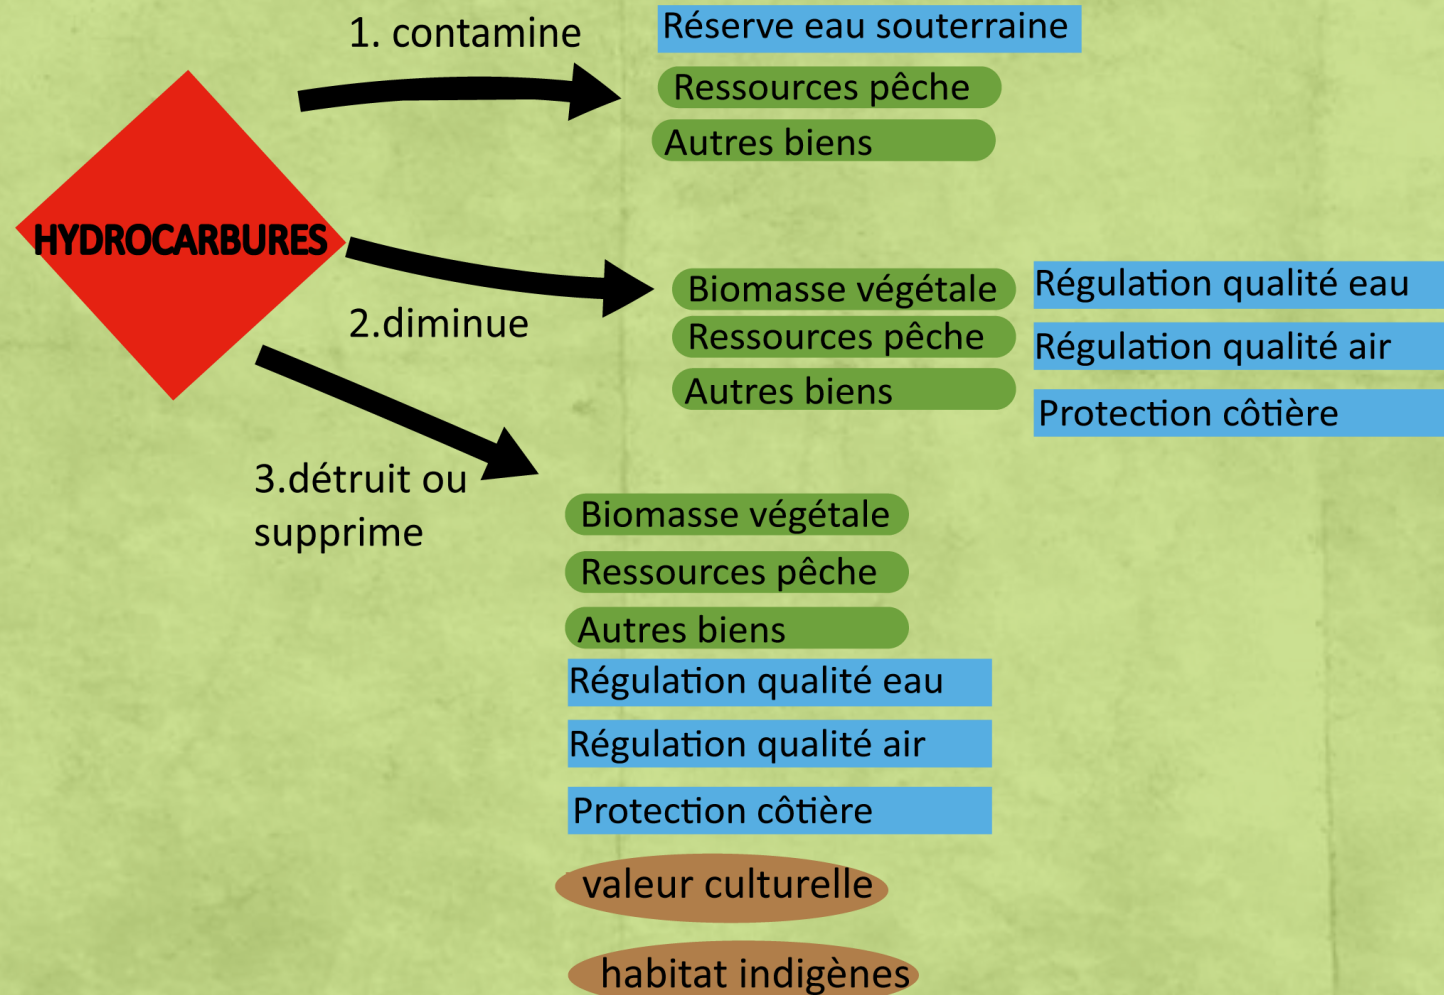 1. contamine
Réserve eau souterraine
Ressources pêche
Autres biens
HYDROCARBURES
2.diminue
Biomasse végétale
Ressources pêche
Autres biens
Régulation qualité eau
Régulation qualité air
Protection côtière
3.détruit ou
supprime
Biomasse végétale
Ressources pêche
Autres biens
Régulation qualité eau
Régulation qualité air
Protection côtière
valeur culturelle
habitat indigènes